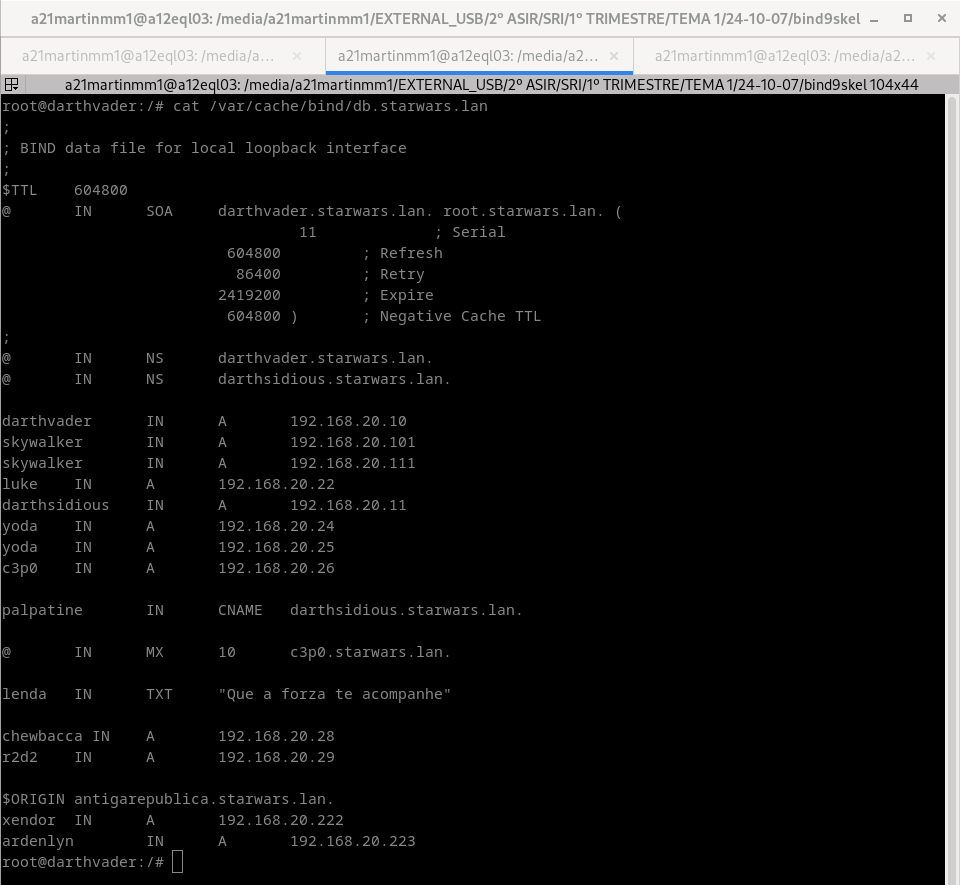 a21martinmm1@a12eql03: /media/a21martinmm1/EXTERNAL_USB/2º ASIR/SRI/1º TRIMESTRE/TEMA 1/24-10-07/bind9skel
a21martinmm1@a12eql03: /media/a... a21martinmm1@a12eql03: /media/a2... a21martinmm1@a12eql03: /media/a2...
a21martinmm1@a12eql03: /media/a21martinmm1/EXTERNAL_USB/2º ASIR/SRI/1º TRIMESTRE/TEMA 1/24-10-07/bind9skel 104x44
root@darthvader:/# cat /var/cache/bind/db.starwars.lan
;
; BIND data file for local loopback interface
;
$TTL    604800
@       IN      SOA     darthvader.starwars.lan. root.starwars.lan. (
                                 11             ; Serial
                         604800         ; Refresh
                          86400         ; Retry
                        2419200         ; Expire
                         604800 )       ; Negative Cache TTL
;
@       IN      NS      darthvader.starwars.lan.
@       IN      NS      darthsidious.starwars.lan.
darthvader      IN      A       192.168.20.10
skywalker       IN      A       192.168.20.101
skywalker       IN      A       192.168.20.111
luke    IN      A       192.168.20.22
darthsidious    IN      A       192.168.20.11
yoda    IN      A       192.168.20.24
yoda    IN      A       192.168.20.25
c3p0    IN      A       192.168.20.26
palpatine       IN      CNAME   darthsidious.starwars.lan.
@       IN      MX      10      c3p0.starwars.lan.
lenda   IN      TXT     "Que a forza te acompanhe"
chewbacca IN    A       192.168.20.28
r2d2    IN      A       192.168.20.29
$ORIGIN antigarepublica.starwars.lan.
xendor  IN      A       192.168.20.222
ardenlyn        IN      A       192.168.20.223
root@darthvader:/#